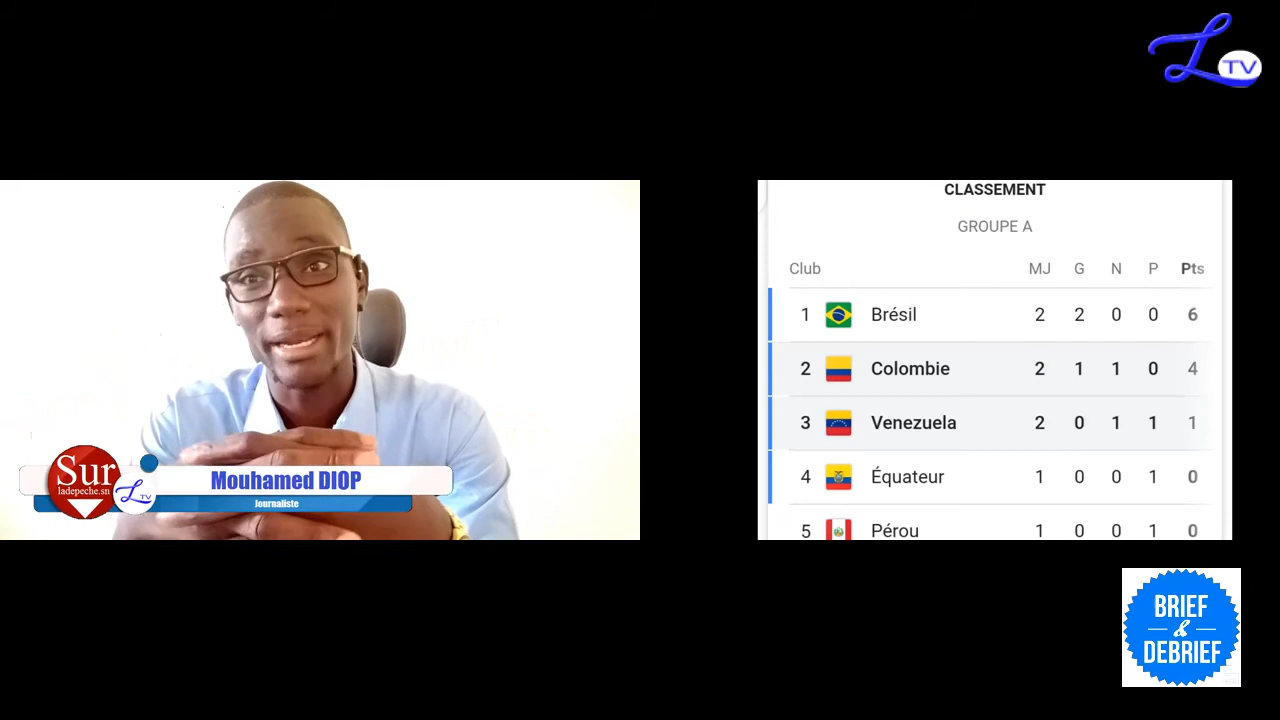 L TV
CLASSEMENT
GROUPE A
Club MJ G N P Pts
1 Brésil 2 2 0 0 6
2 Colombie 2 1 1 0 4
3 Venezuela 2 0 1 1 1
4 Équateur 1 0 0 1 0
5 Pérou 1 0 0 1 0
Sur
ladepeche.sn
L TV
Mouhamed DIOP
Journaliste
BRIEF
&
DEBRIEF